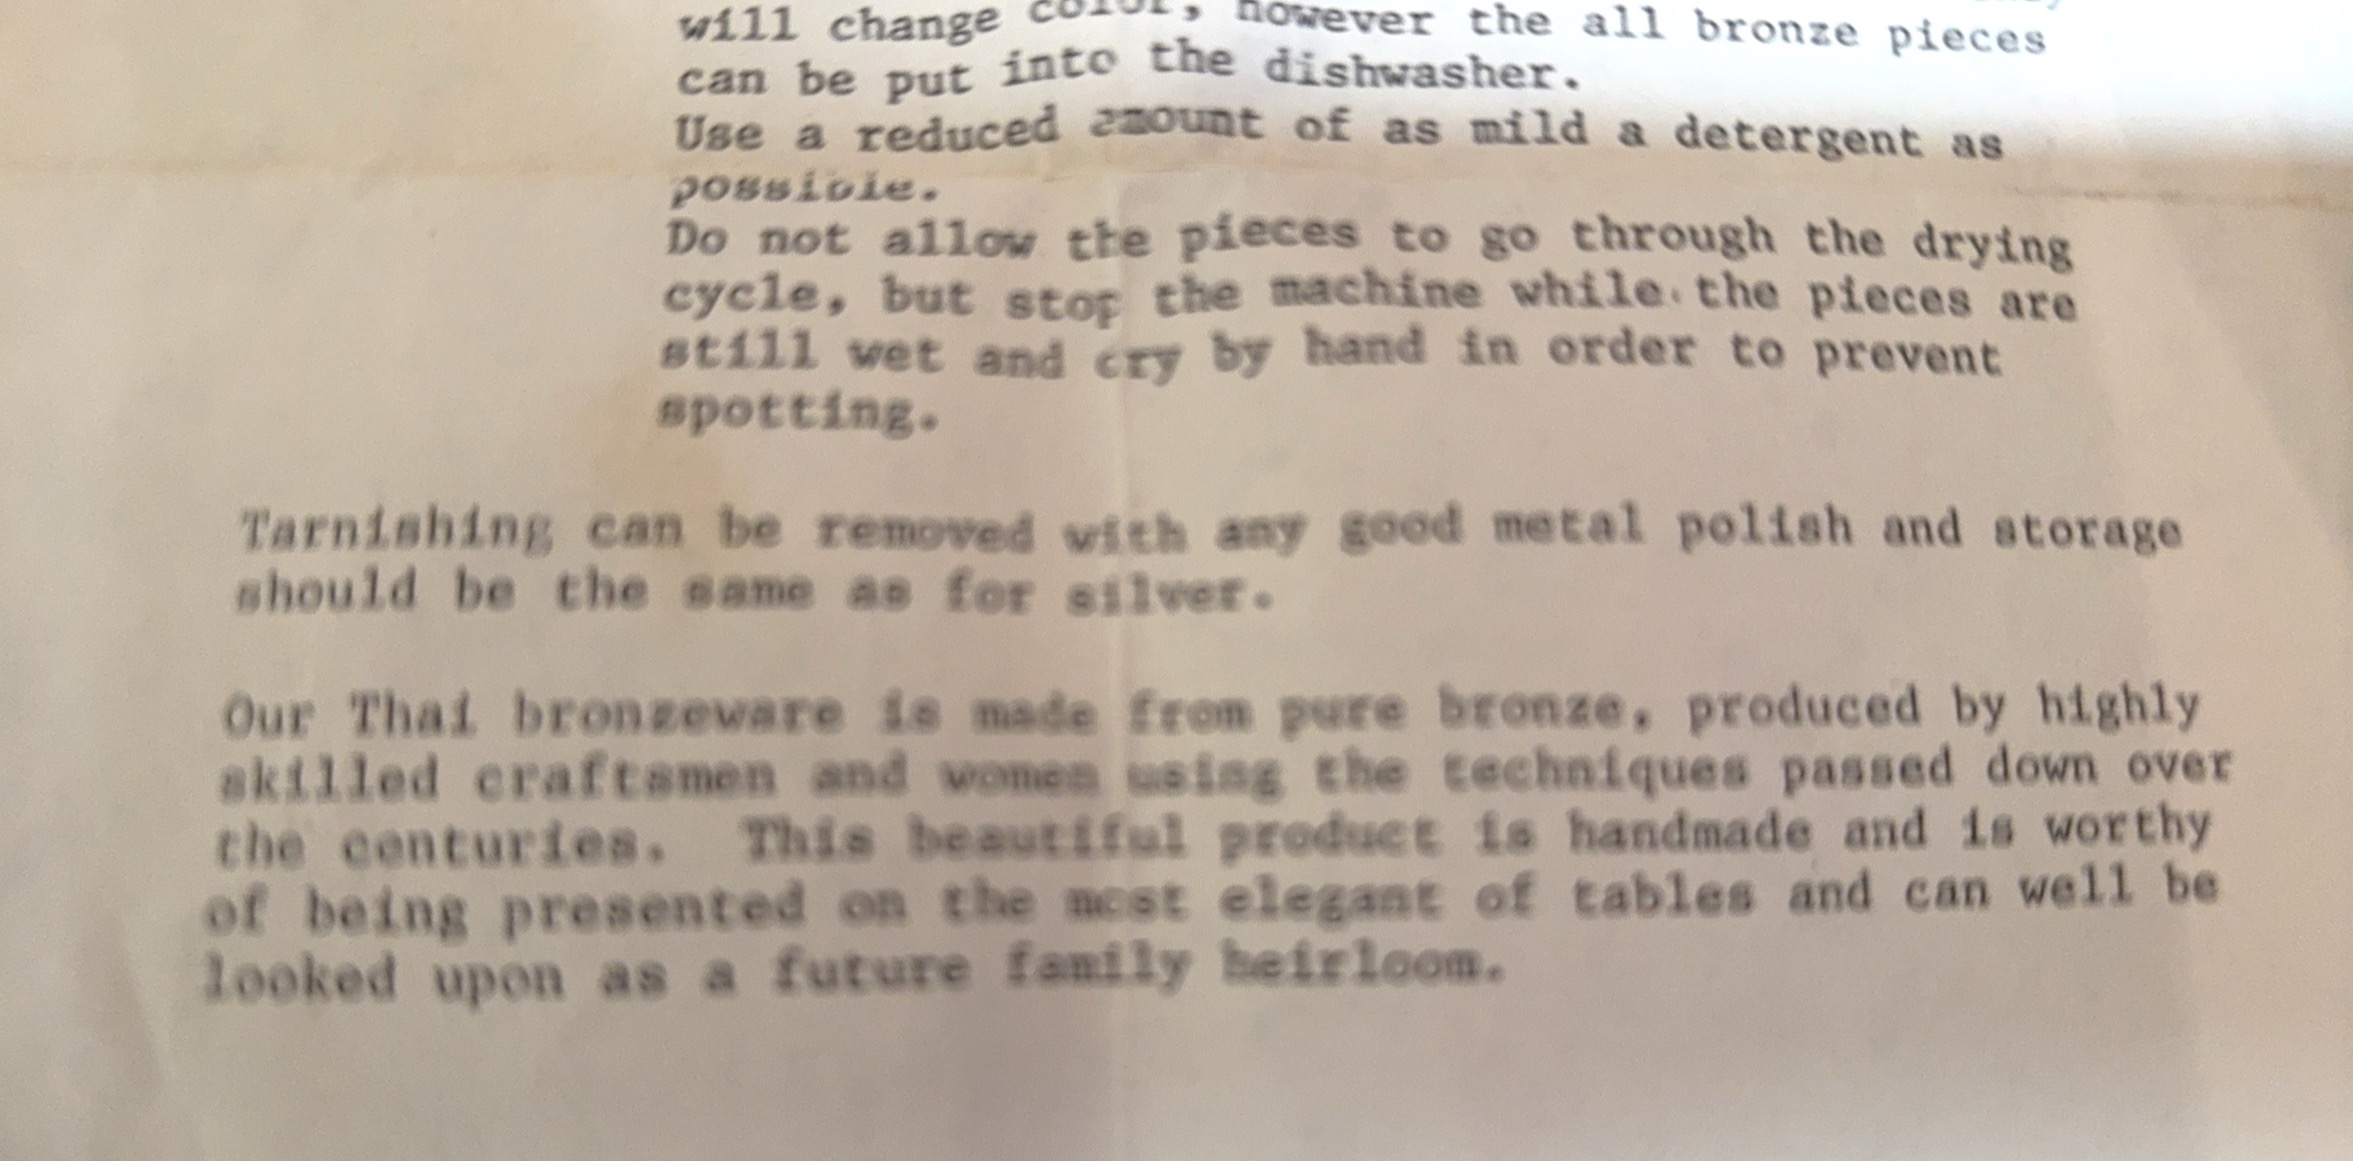 will change color, however the all bronze pieces
can be put into the dishwasher.
Use a reduced amount of as mild a detergent as
possible.
Do not allow the pieces to go through the drying
cycle, but stop the machine while the pieces are
still wet and dry by hand in order to prevent
spotting.
Tarnishing can be removed with any good metal polish and storage
should be the same as for silver.
Our Thai bronzeware is made from pure bronze, produced by highly
skilled craftsmen and women using the techniques passed down over
the centuries. This beautiful product is handmade and is worthy
of being presented on the most elegant of tables and can well be
looked upon as a future family heirloom.